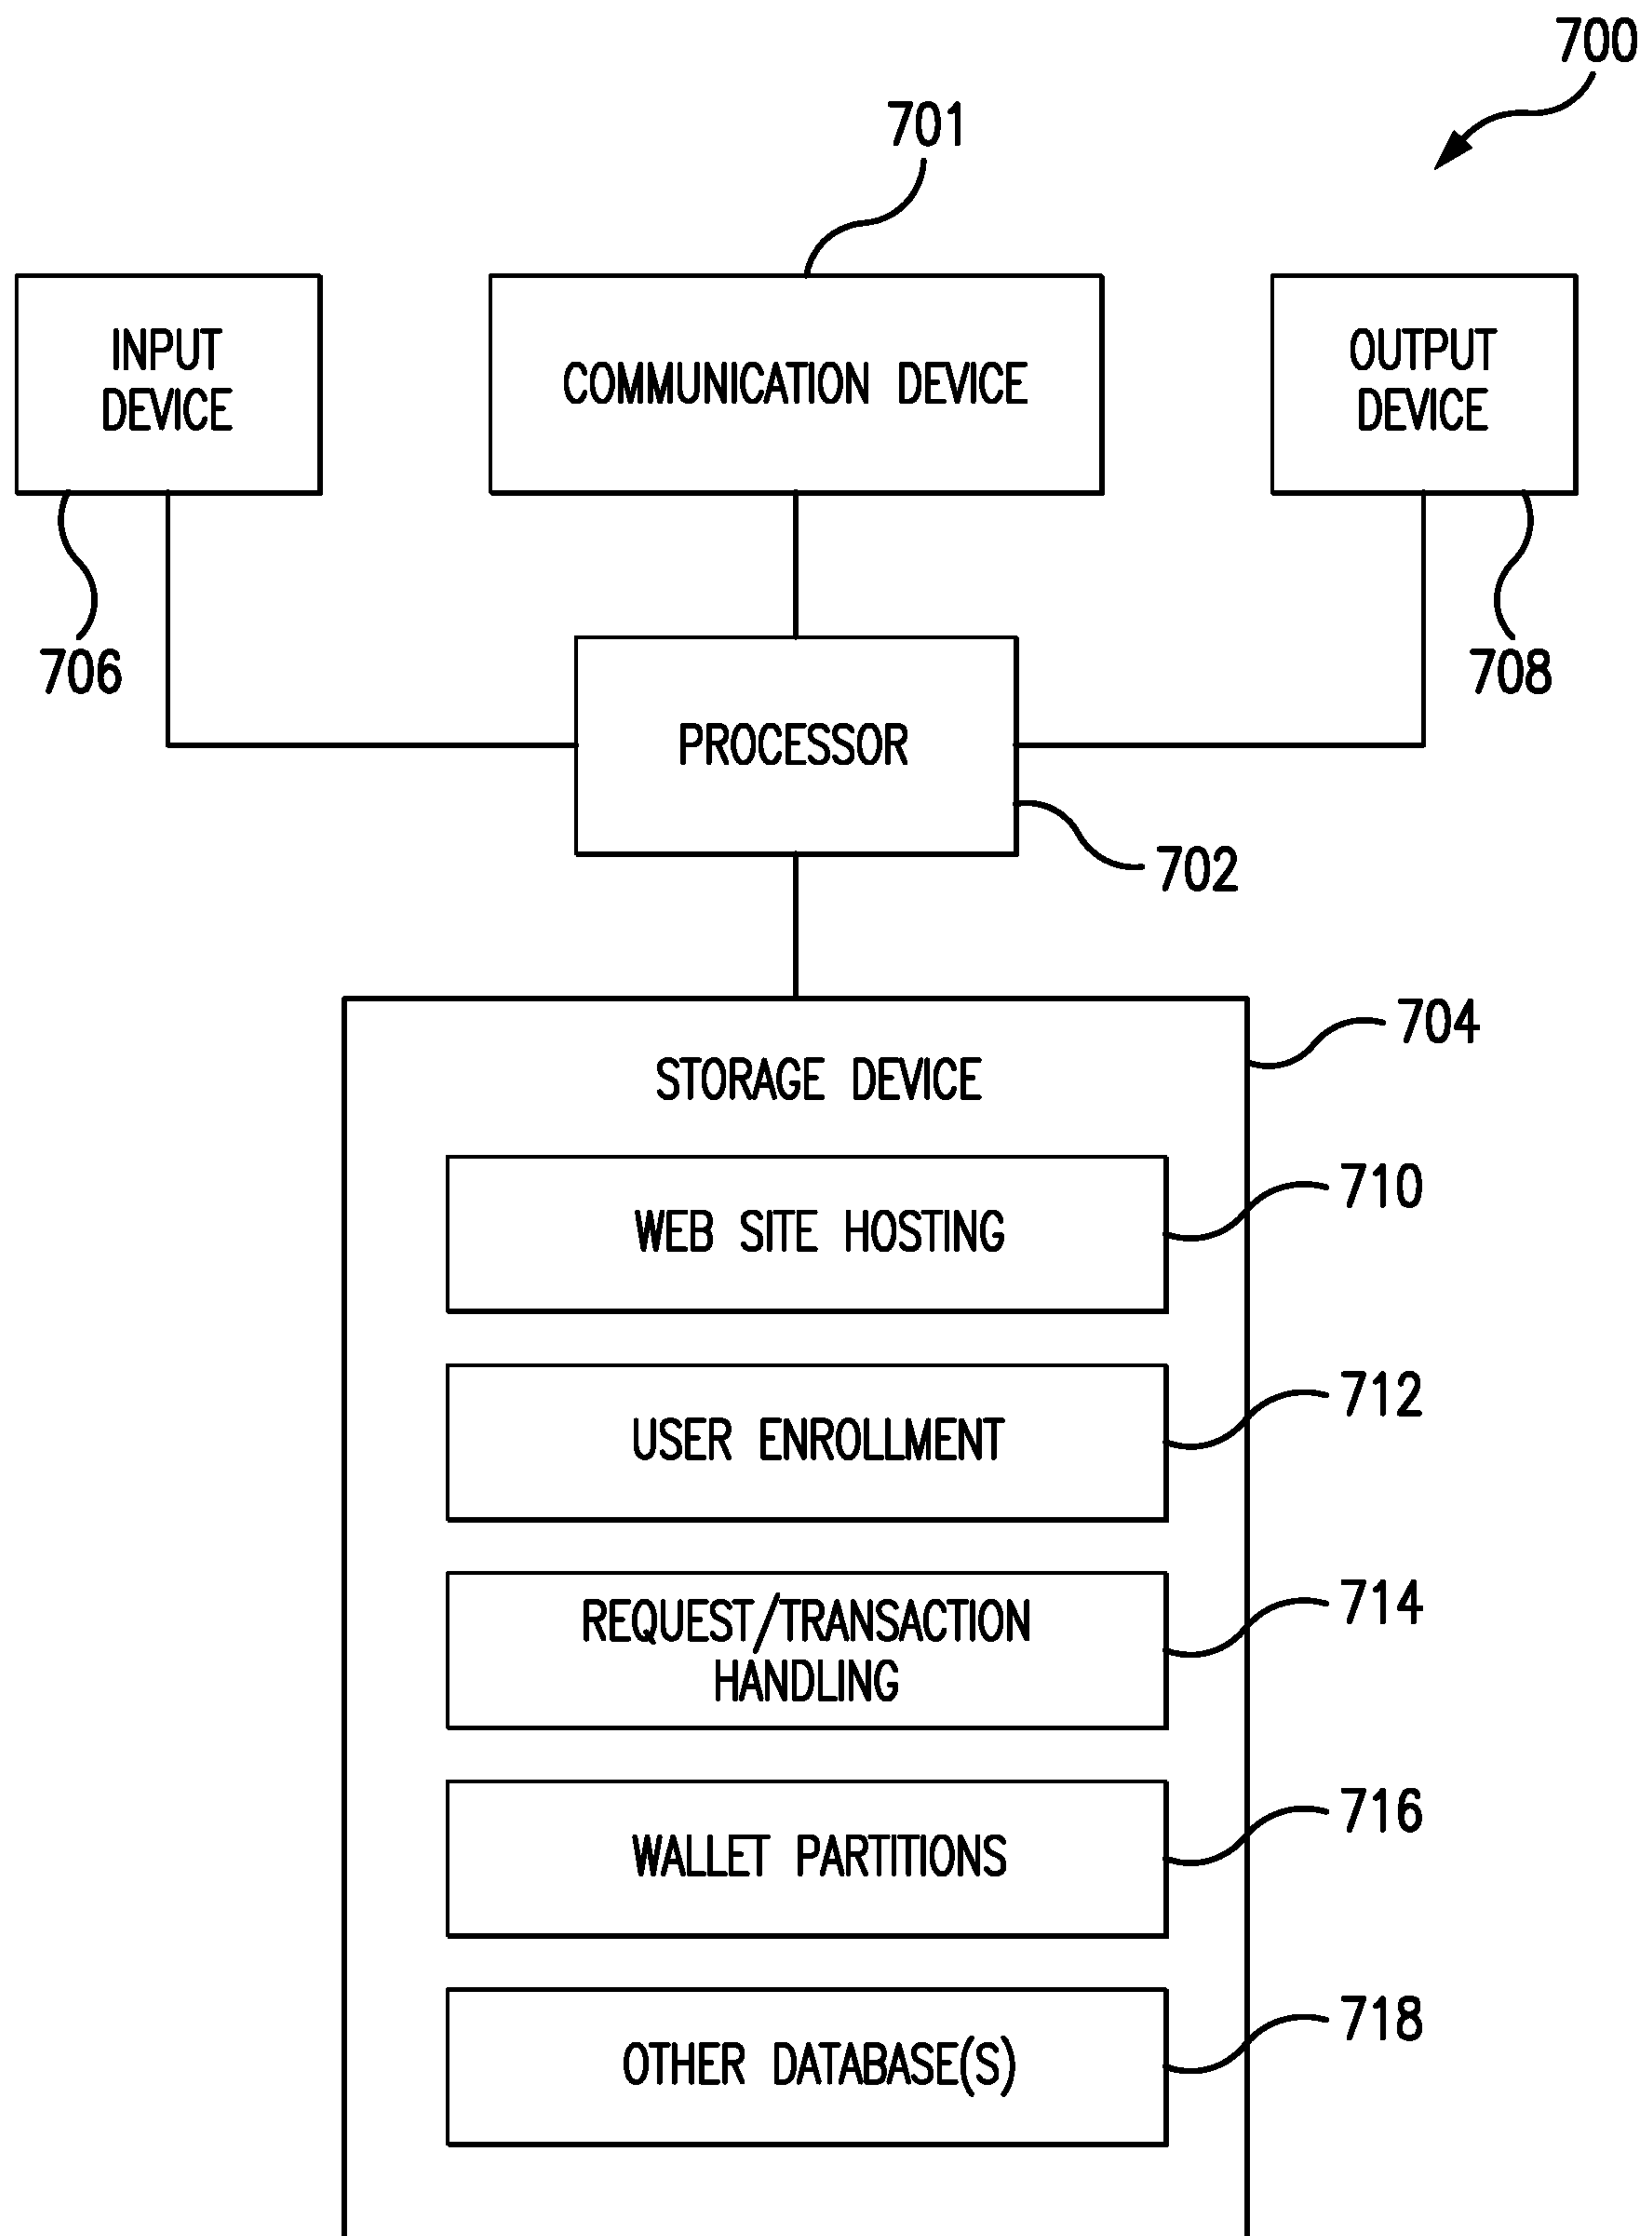 700
701
INPUT
DEVICE
COMMUNICATION DEVICE
OUTPUT
DEVICE
706
708
PROCESSOR
702
704
STORAGE DEVICE
WEB SITE HOSTING
710
USER ENROLLMENT
712
REQUEST/TRANSACTION
HANDLING
714
WALLET PARTITIONS
716
OTHER DATABASE(S)
718